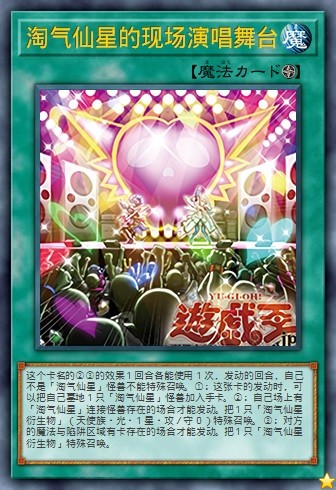 淘气仙星的现场演唱舞台
魔
【魔法カード】
YU-GI-OH!
遊戯王
.jp
这个卡名的①②的效果1回合各能使用1次，发动的回合，自己
不是「淘气仙星」怪兽不能特殊召唤。①：这张卡的发动时，可
以把自己墓地1只「淘气仙星」怪兽加入手卡。②：自己场上有
「淘气仙星」连接怪兽存在的场合才能发动。把1只「淘气仙星
衍生物」（天使族·光·1星·攻/守0）特殊召唤。③：对方
的魔法与陷阱区域有卡存在的场合才能发动。把1只「淘气仙星
衍生物」特殊召唤。